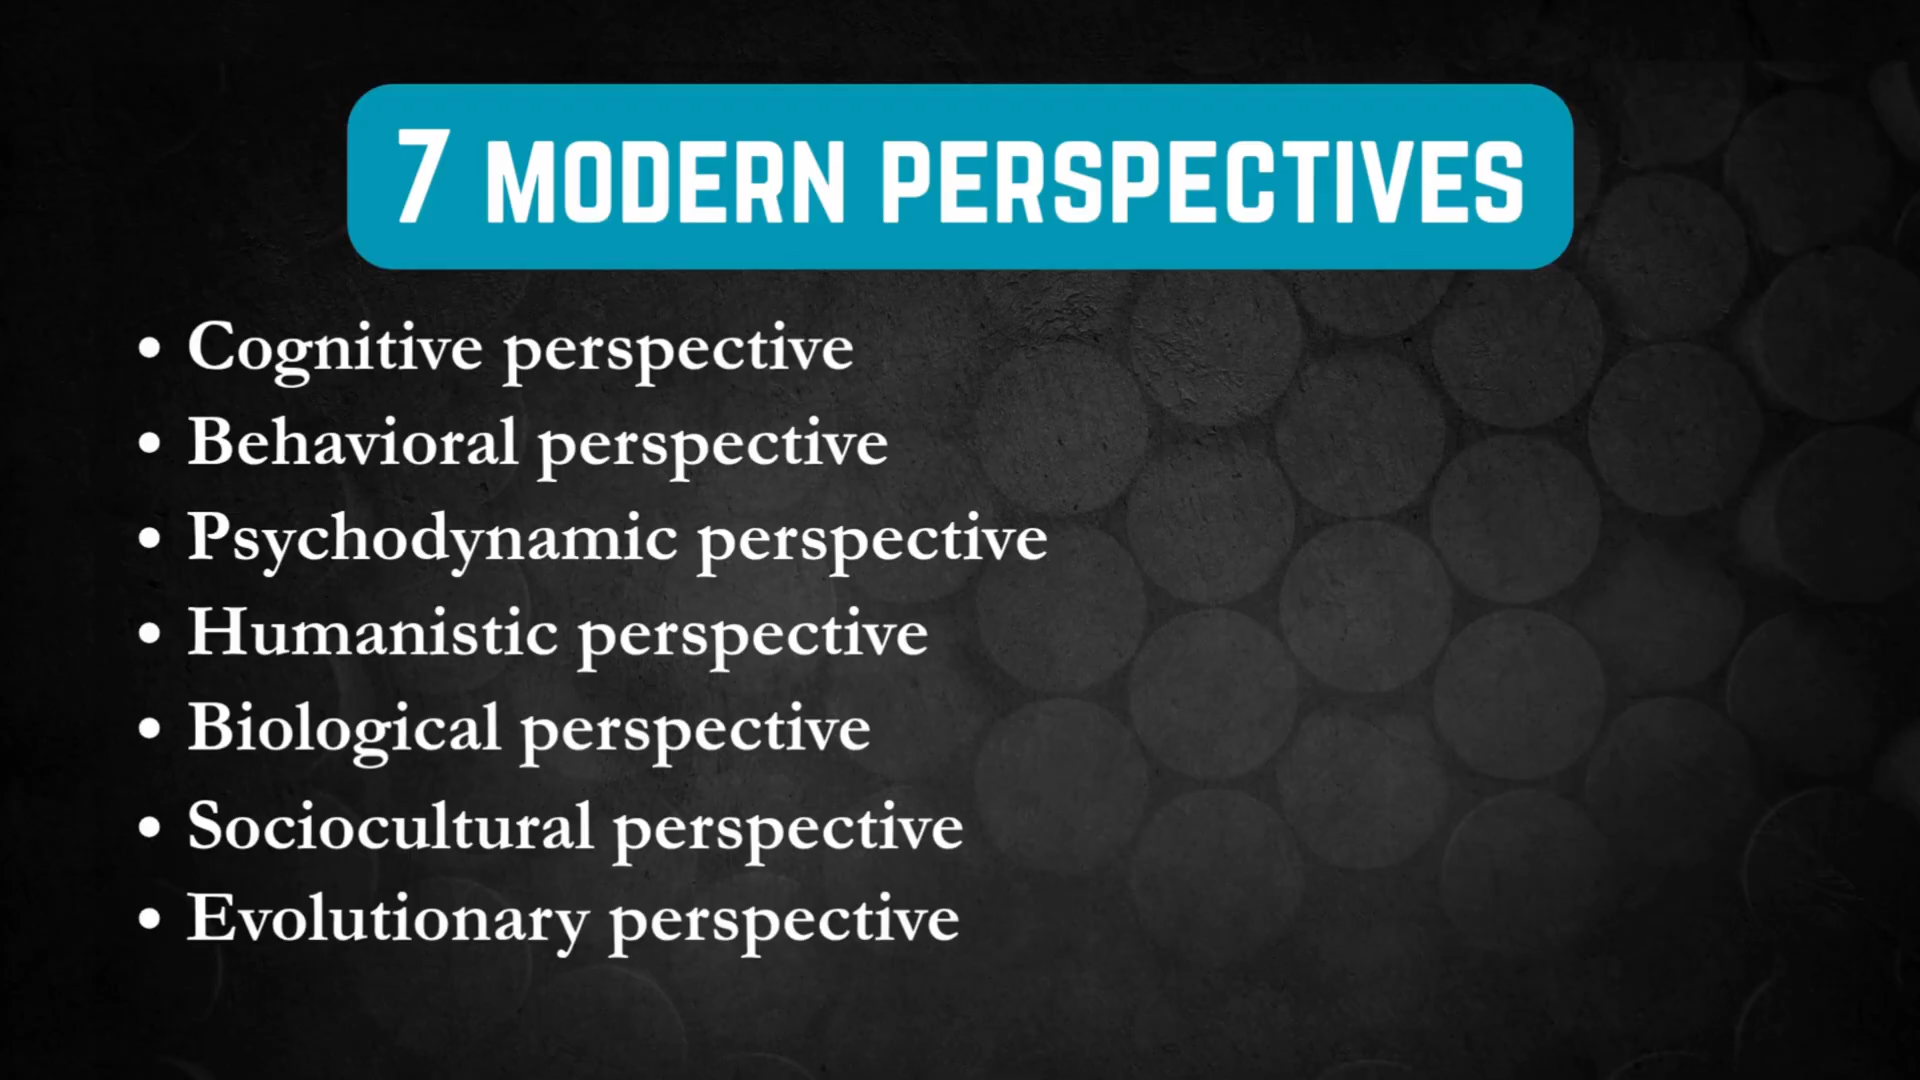 7 MODERN PERSPECTIVES
• Cognitive perspective
• Behavioral perspective
• Psychodynamic perspective
• Humanistic perspective
• Biological perspective
• Sociocultural perspective
• Evolutionary perspective